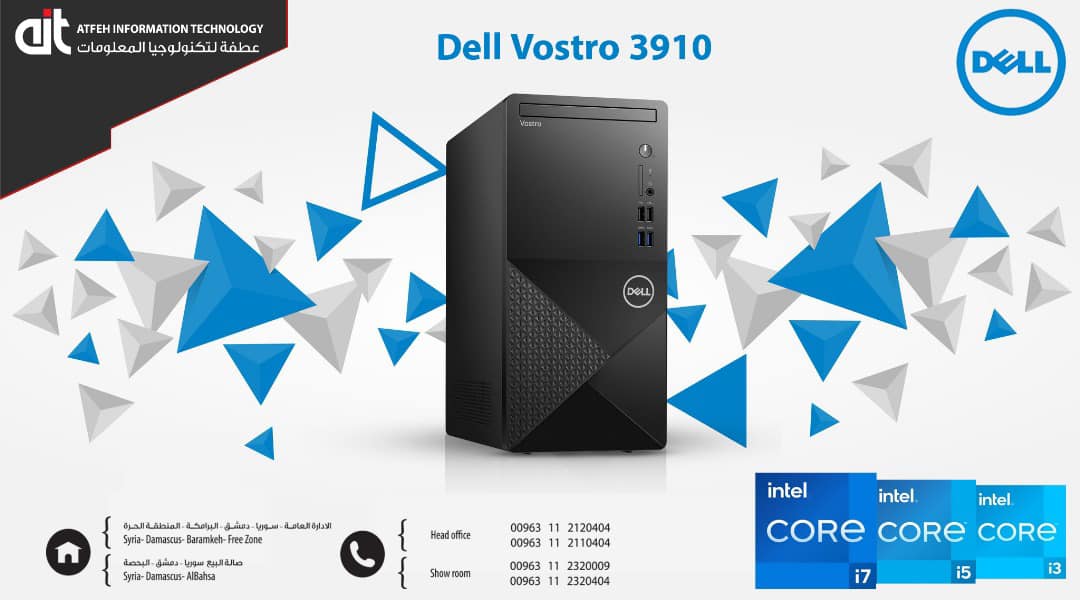 ait
ATFEH INFORMATION TECHNOLOGY
عطفة لتكنولوجيا المعلومات
Dell Vostro 3910
DELL
Vostro
DELL
الادارة العامة - سوريا - دمشق - البرامكة - المنطقة الحرة
Syria- Damascus- Baramkeh- Free Zone
صالة البيع سوريا - دمشق - البحصة
Syria- Damascus- AlBahsa
Head office
00963 11 2120404
00963 11 2110404
Show room
00963 11 2320009
00963 11 2320404
intel
CORE
i7
intel
CORE
i5
intel
CORE
i3